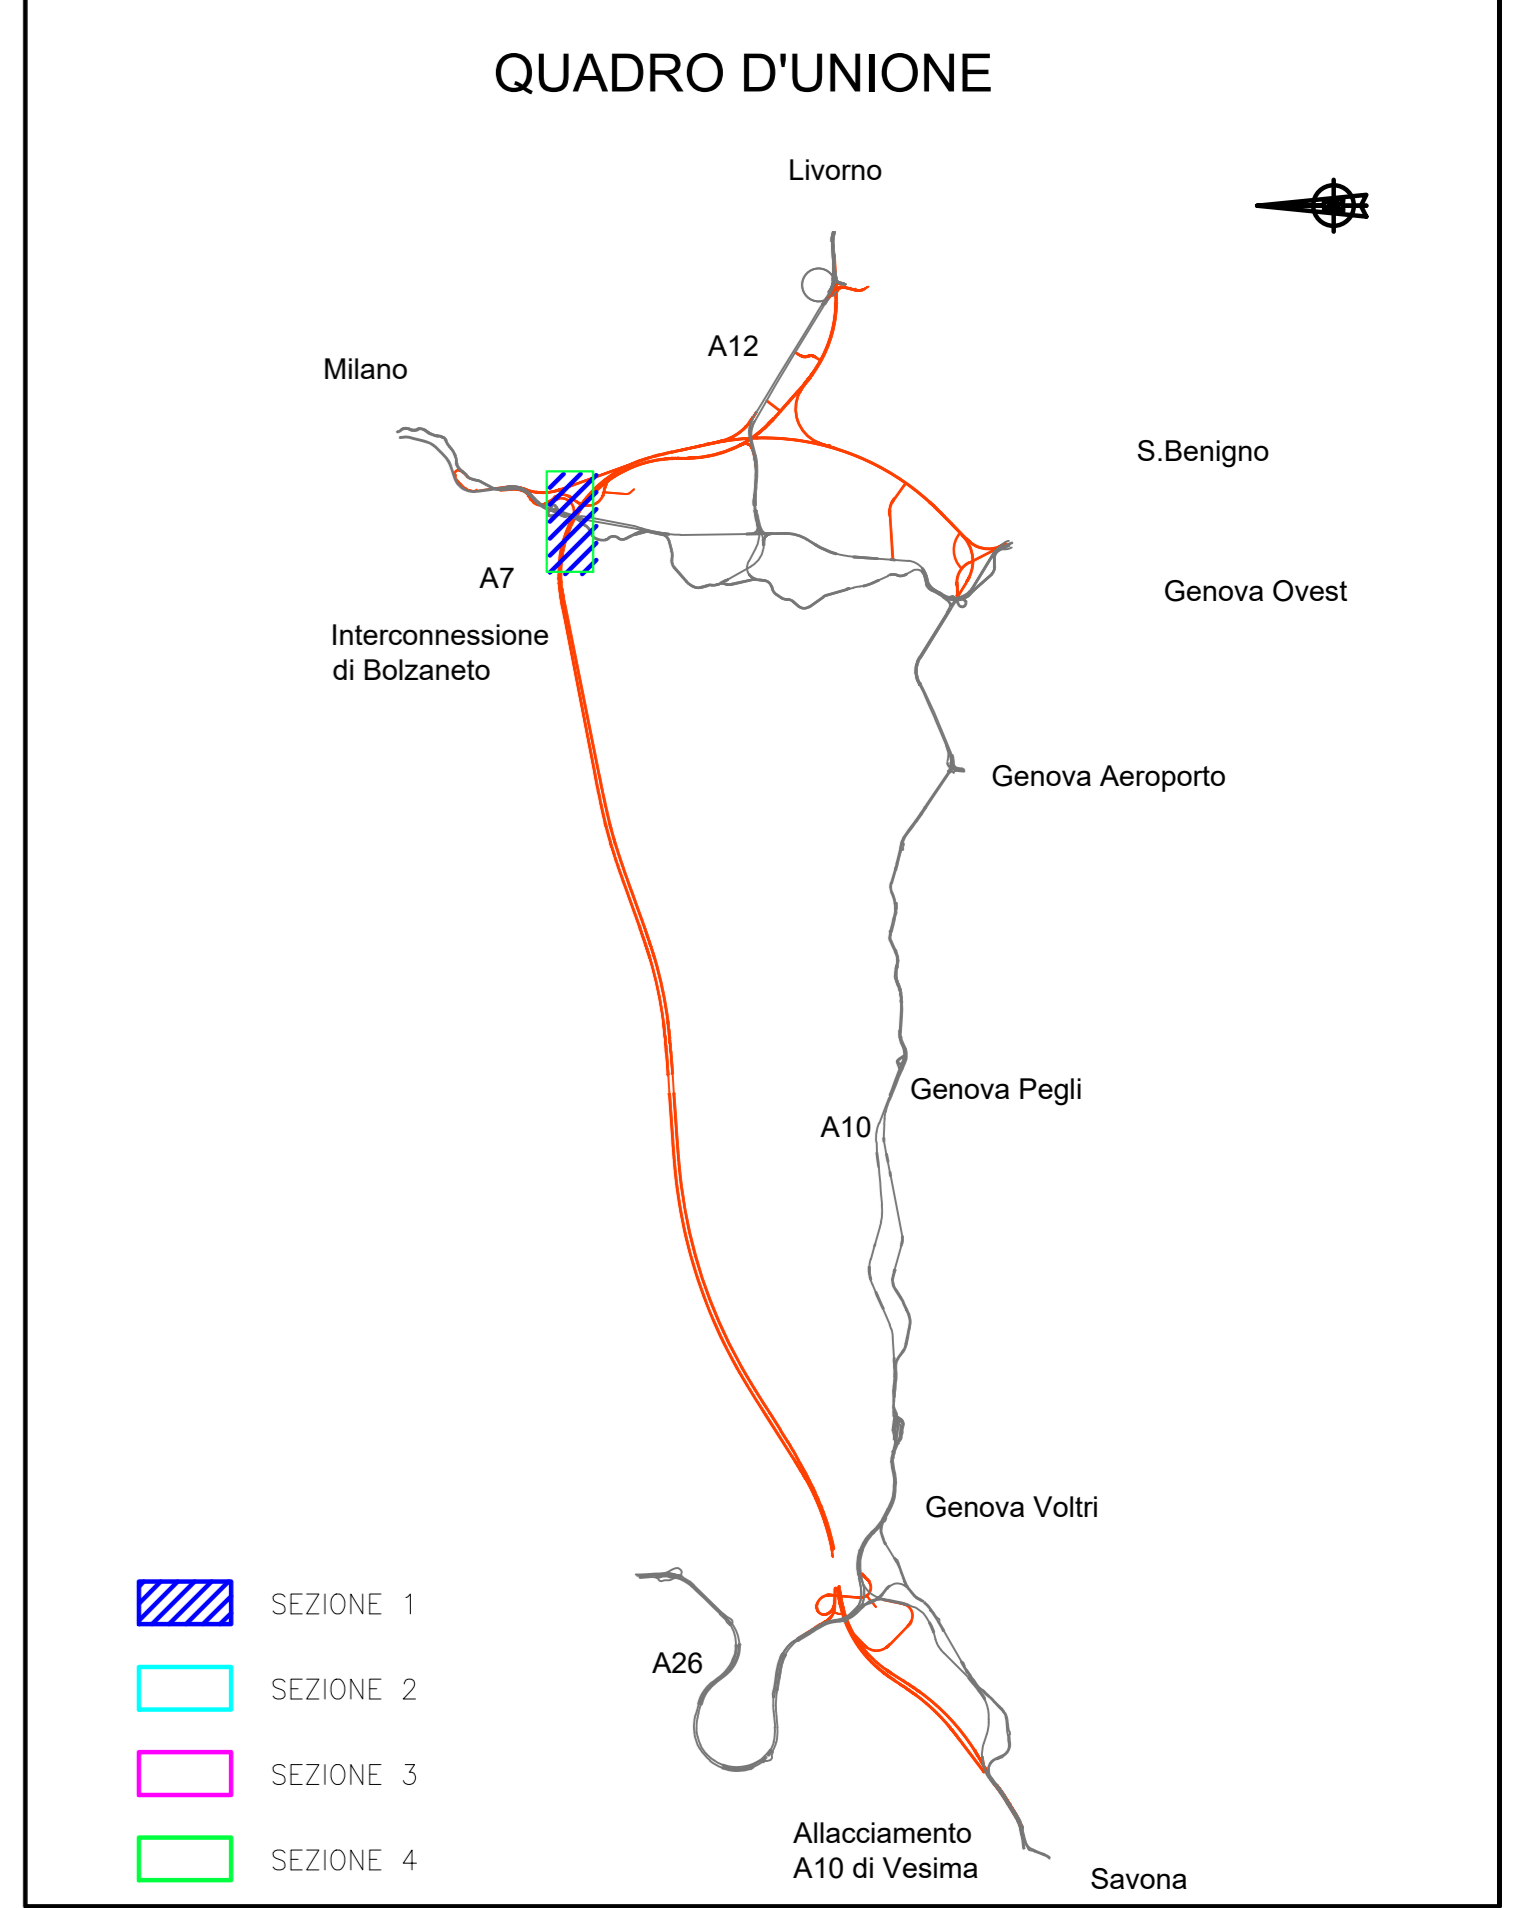 QUADRO D'UNIONE
Livorno
A12
Milano
S.Benigno
A7
Genova Ovest
Interconnessione
di Bolzaneto
Genova Aeroporto
Genova Pegli
A10
Genova Voltri
SEZIONE 1
A26
SEZIONE 2
SEZIONE 3
Allacciamento
A10 di Vesima
SEZIONE 4
Savona